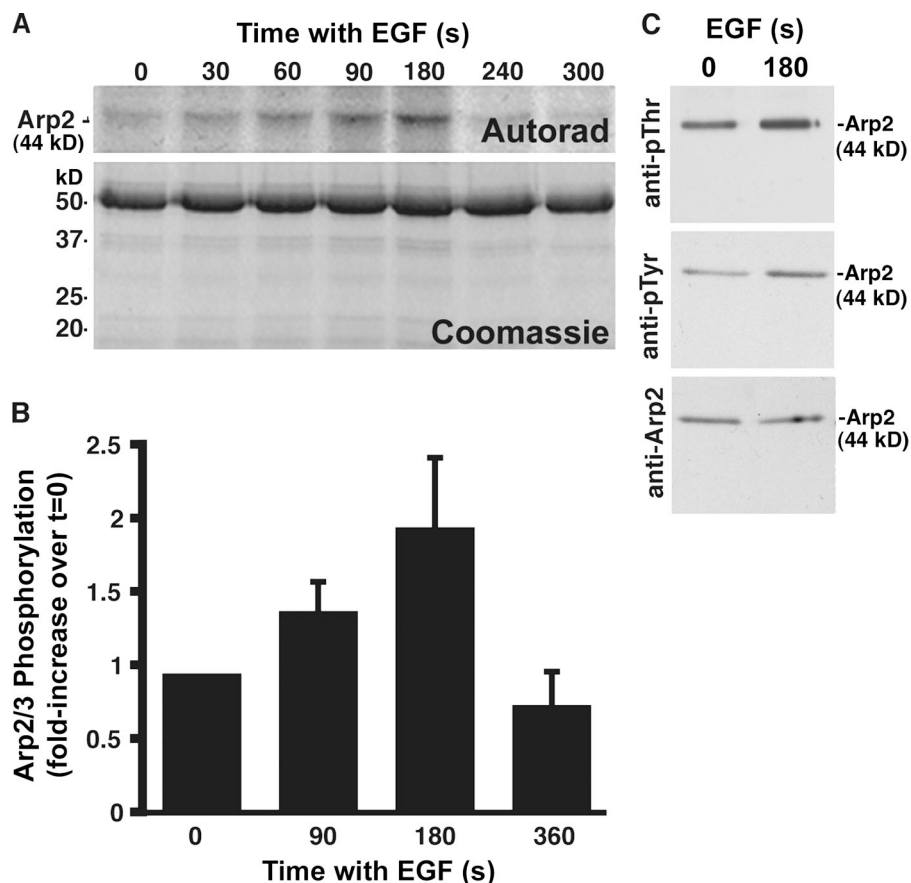 A
Time with EGF (s)
0 30 60 90 180 240 300
Arp2 -
(44 kD)
Autorad
kD
50-
37-
25-
20-
Coomassie
B
Arp2/3 Phosphorylation
(fold-increase over t=0)
2.5
2
1.5
1
0.5
0
0 90 180 360
Time with EGF (s)
C
EGF (s)
0 180
anti-pThr
-Arp2
(44 kD)
anti-pTyr
-Arp2
(44 kD)
anti-Arp2
-Arp2
(44 kD)